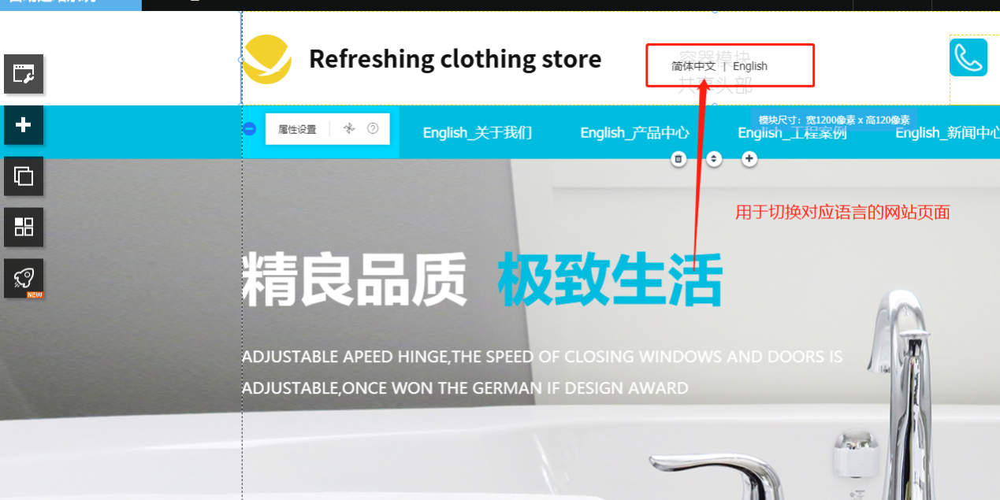 Refreshing clothing store
容器模块
简体中文 | English
共享头部
属性设置
模块尺寸：宽1200像素 x 高120像素
English_关于我们
English_产品中心
English_工程案例
English_新闻中心
用于切换对应语言的网站页面
精良品质 极致生活
ADJUSTABLE APEED HINGE,THE SPEED OF CLOSING WINDOWS AND DOORS IS
ADJUSTABLE,ONCE WON THE GERMAN IF DESIGN AWARD
NEW